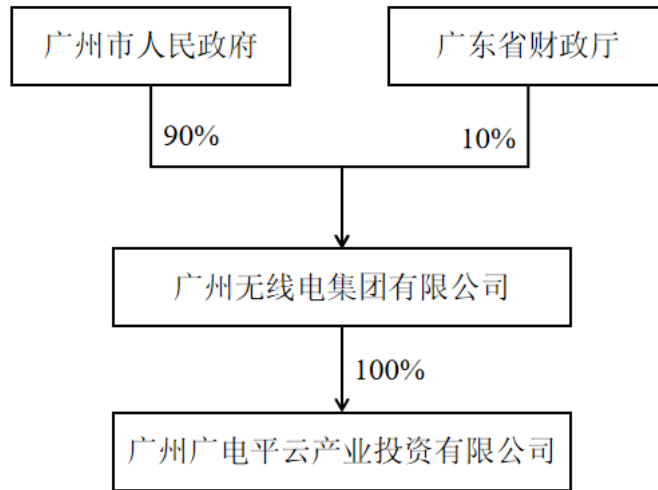 广州市人民政府
广东省财政厅
90%
10%
广州无线电集团有限公司
100%
广州广电平云产业投资有限公司